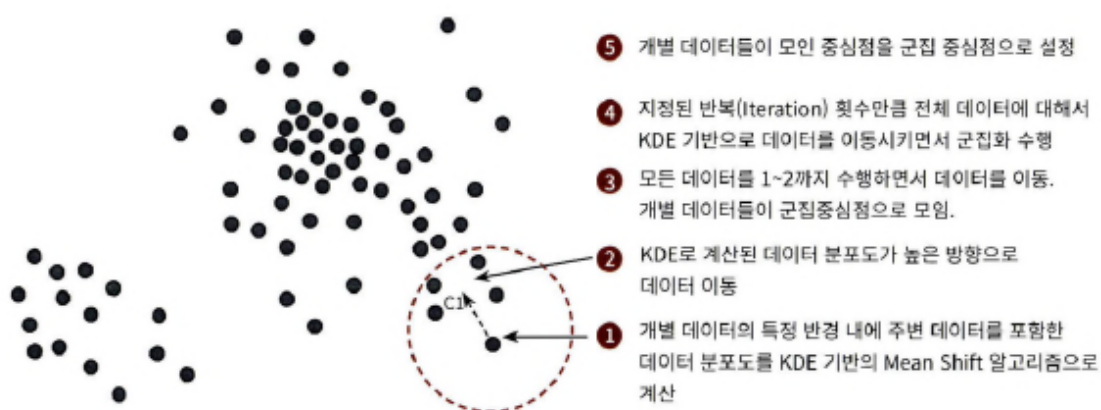 5 개별 데이터들이 모인 중심점을 군집 중심점으로 설정
4 지정된 반복(Iteration) 횟수만큼 전체 데이터에 대해서
KDE 기반으로 데이터를 이동시키면서 군집화 수행
3 모든 데이터를 1~2까지 수행하면서 데이터를 이동.
개별 데이터들이 군집중심점으로 모임.
2 KDE로 계산된 데이터 분포도가 높은 방향으로
데이터 이동
C1
1 개별 데이터의 특정 반경 내에 주변 데이터를 포함한
데이터 분포도를 KDE 기반의 Mean Shift 알고리즘으로
계산